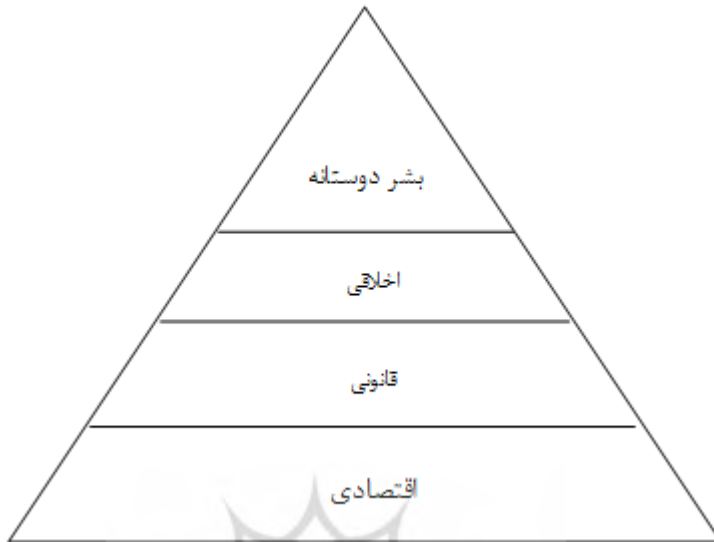 بشر دوستانه
اخلاقی
قانونی
اقتصادی